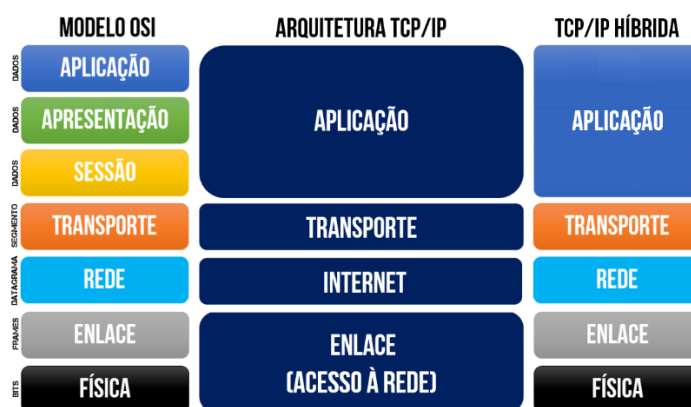 MODELO OSI
ARQUITETURA TCP/IP
TCP/IP HÍBRIDA
DADOS
APLICAÇÃO
DADOS
APRESENTAÇÃO
DADOS
SESSÃO
APLICAÇÃO
APLICAÇÃO
SEGMENTO
TRANSPORTE
TRANSPORTE
TRANSPORTE
DATAGRAMA
REDE
INTERNET
REDE
FRAMES
ENLACE
ENLACE
(ACESSO À REDE)
ENLACE
BITS
FÍSICA
FÍSICA